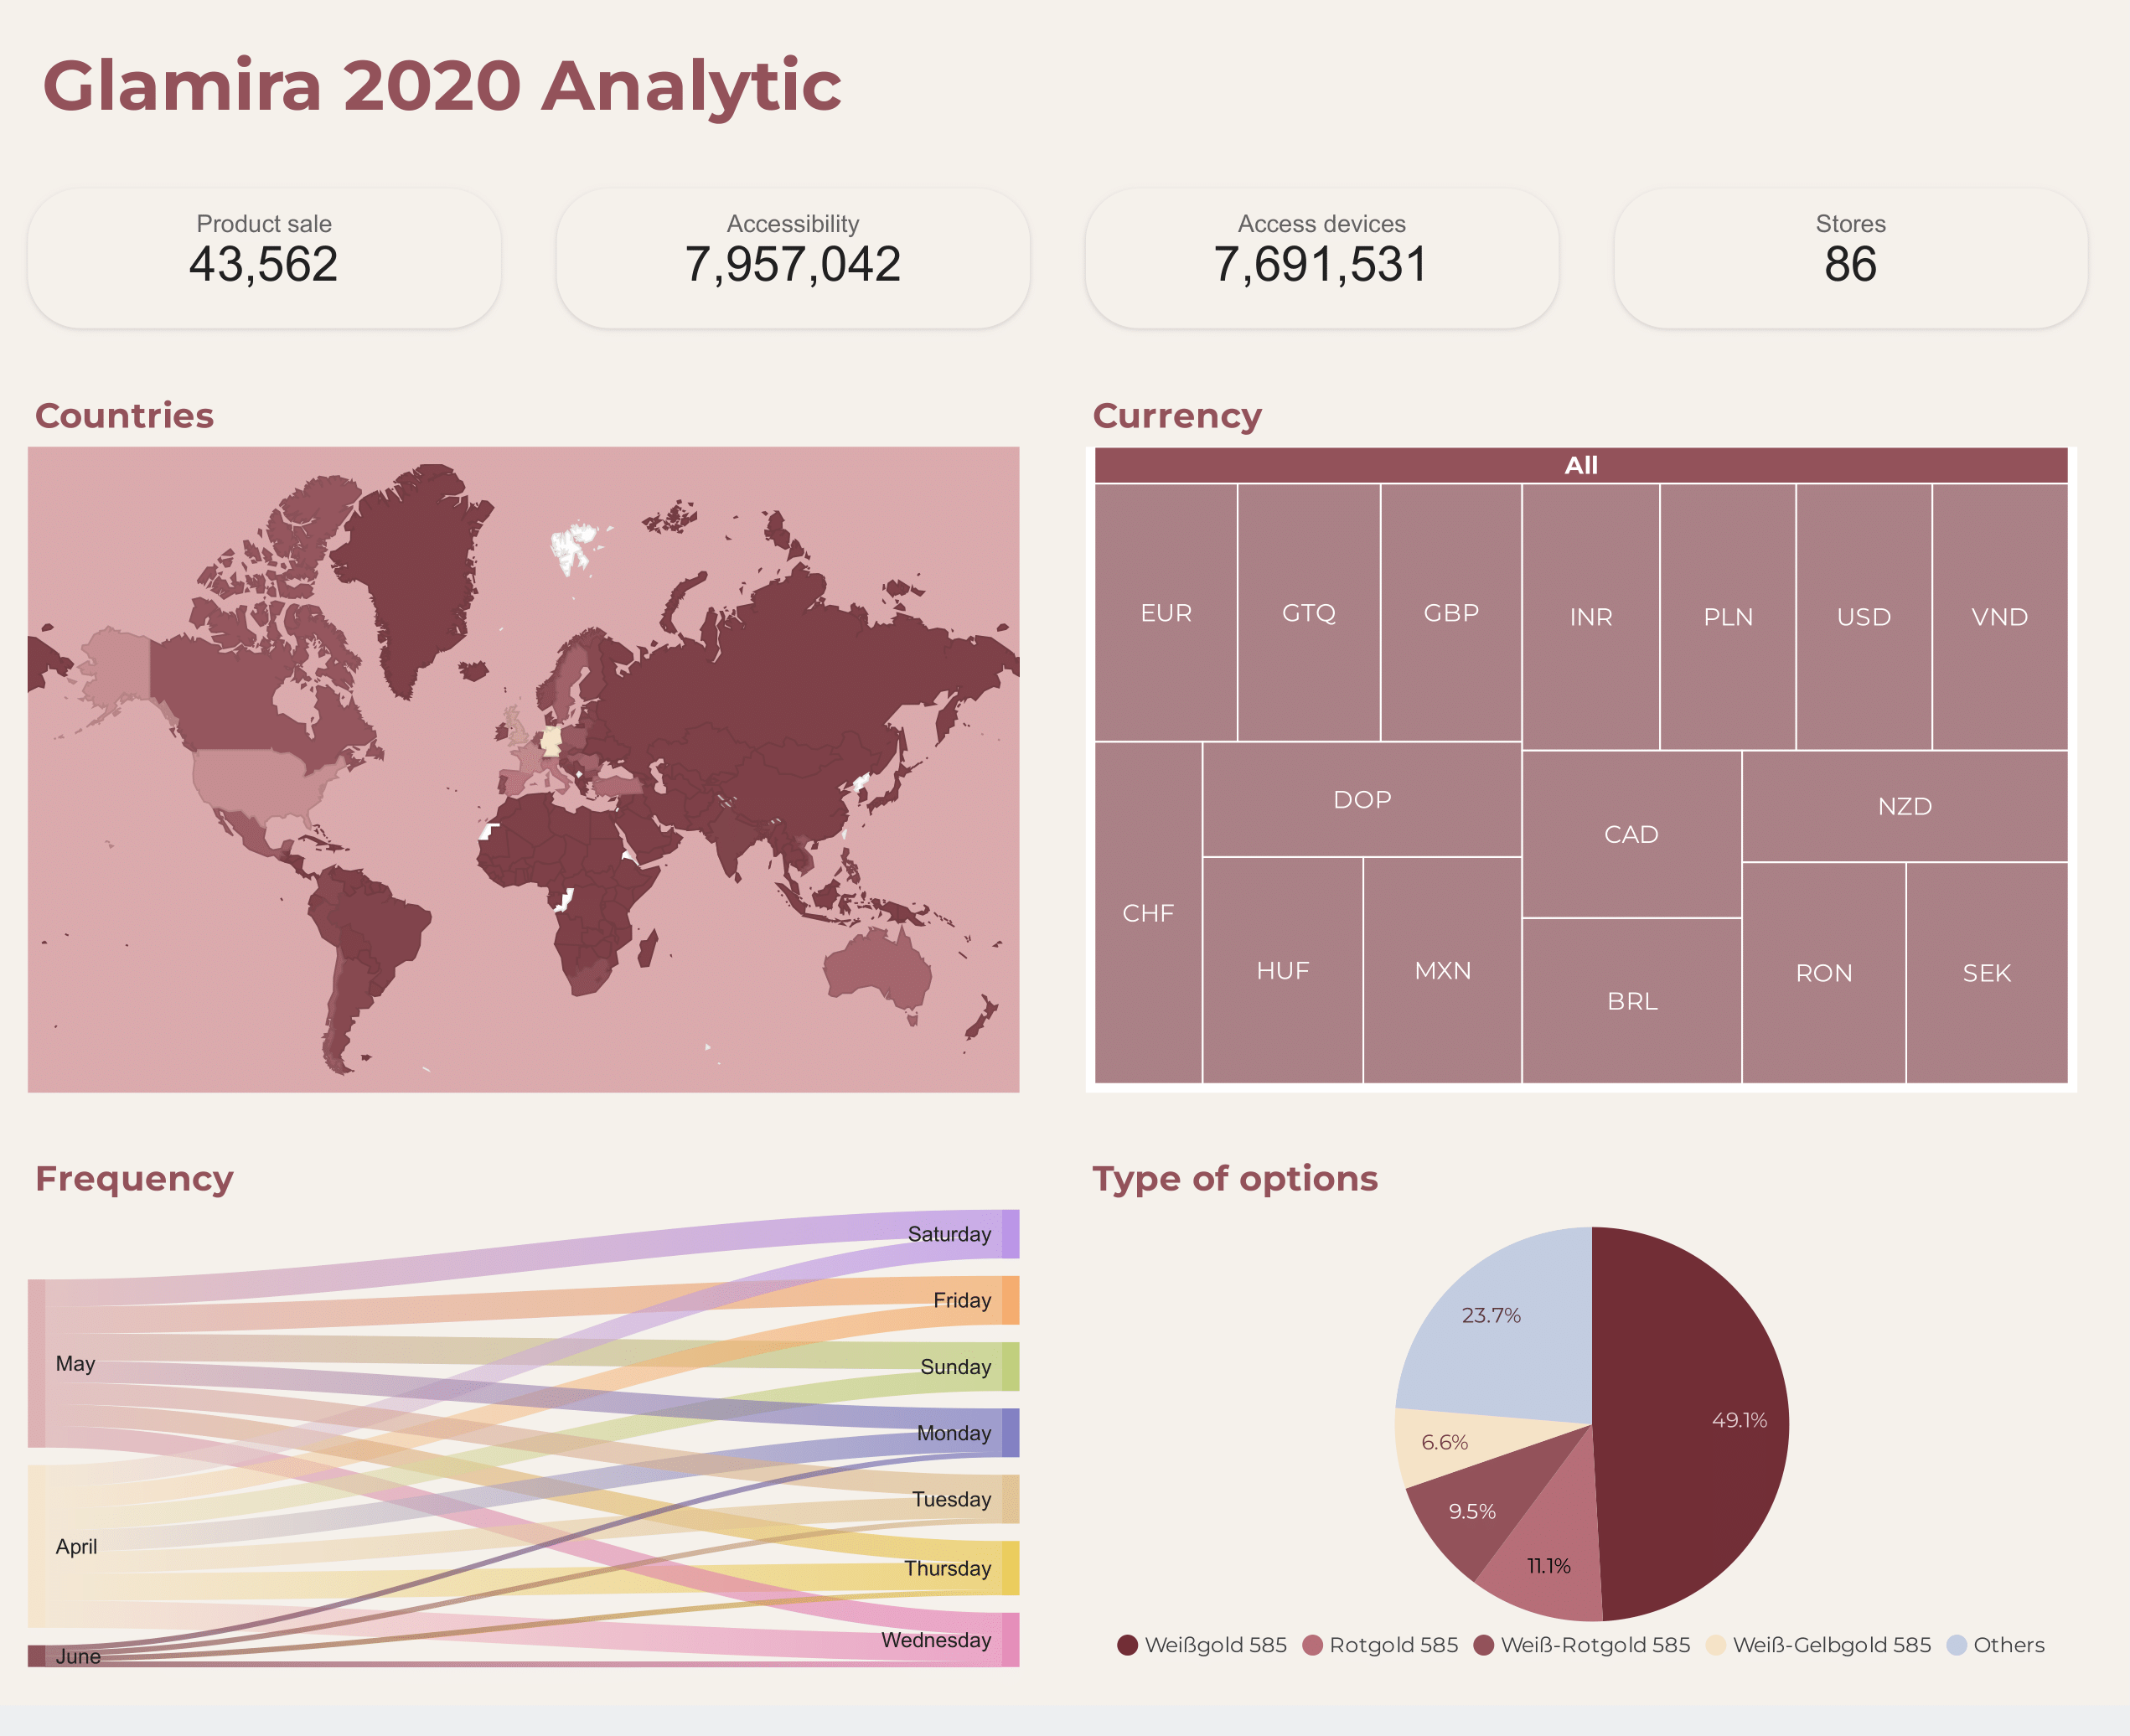 Glamira 2020 Analytic
Product sale
43,562
Accessibility
7,957,042
Access devices
7,691,531
Stores
86
Countries
Currency
All
EUR
GTQ
GBP
INR
PLN
USD
VND
CHF
DOP
CAD
NZD
HUF
MXN
BRL
RON
SEK
Frequency
May
April
June
Saturday
Friday
Sunday
Monday
Tuesday
Thursday
Wednesday
Type of options
23.7%
49.1%
6.6%
9.5%
11.1%
Weißgold 585
Rotgold 585
Weiß-Rotgold 585
Weiß-Gelbgold 585
Others